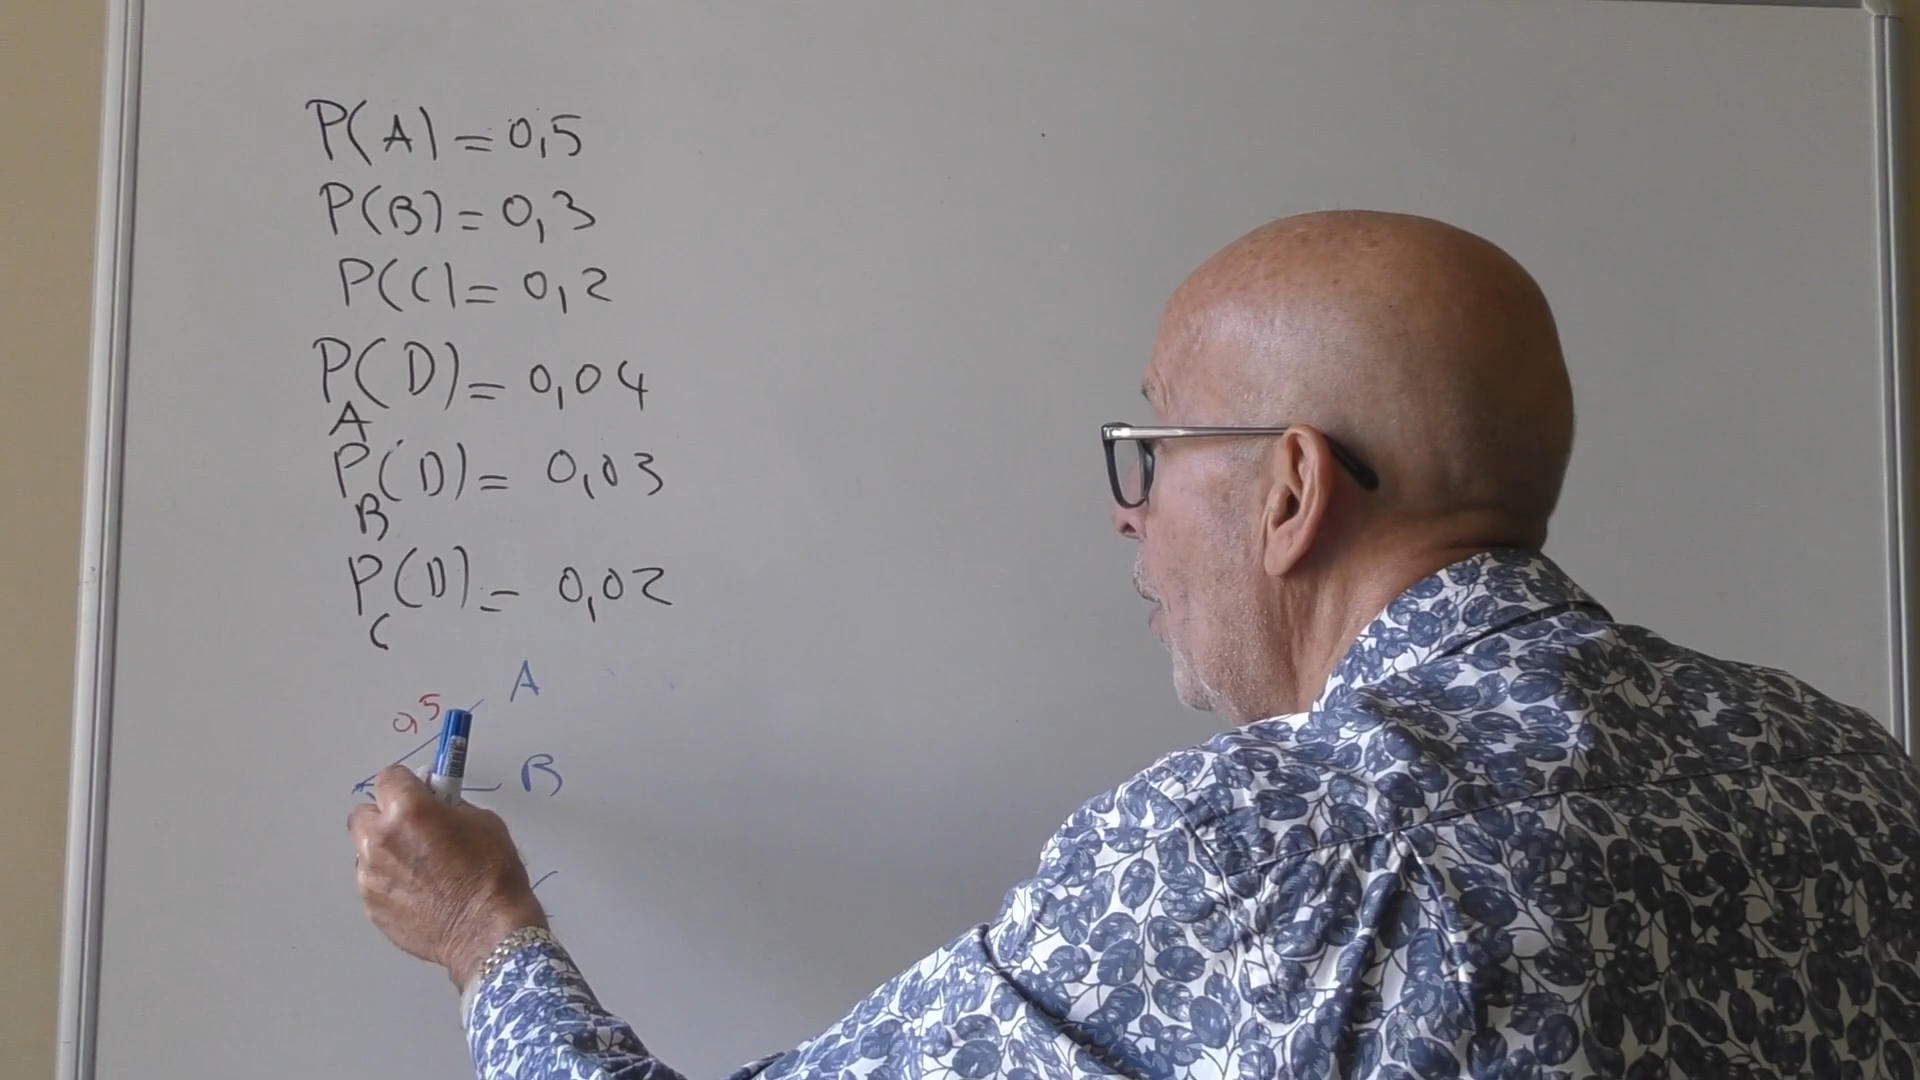 P(A) = 0,5
P(B) = 0,3
P(C) = 0,2
P(D) = 0,04
A
P(D) = 0,03
B
P(D) = 0,02
C
A
0,5
B